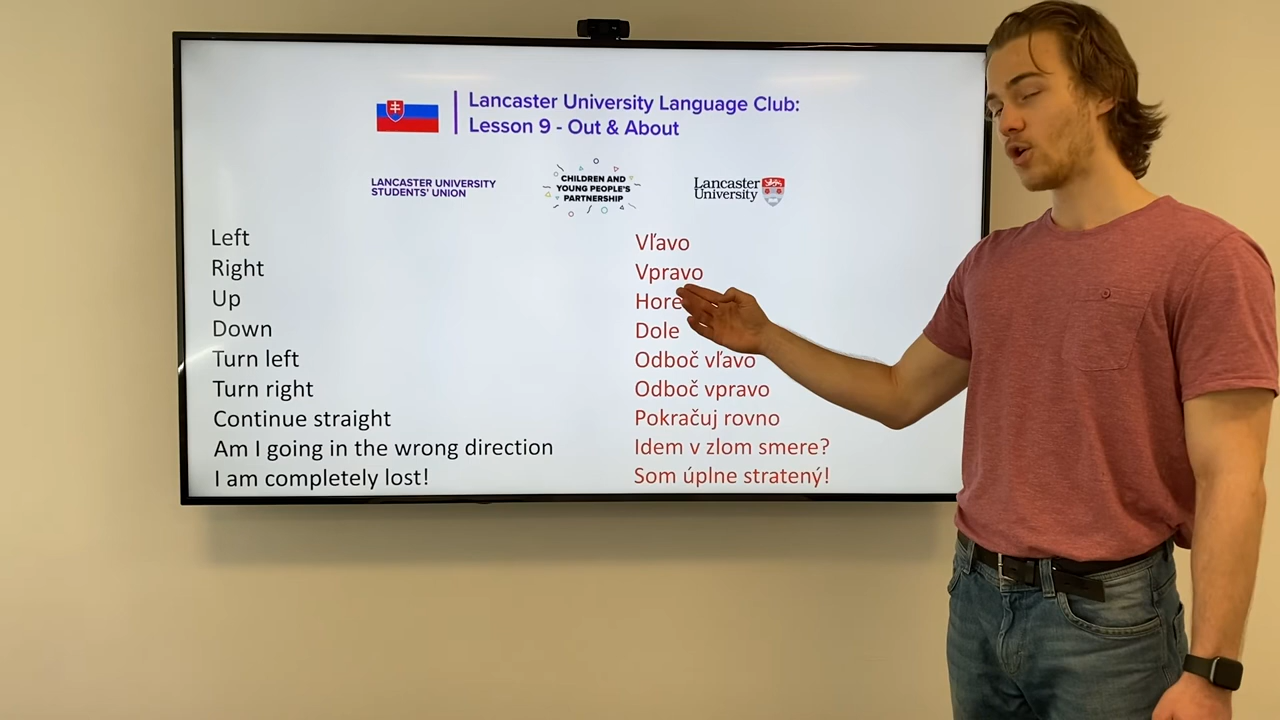 Lancaster University Language Club:
Lesson 9 - Out & About
LANCASTER UNIVERSITY
STUDENTS' UNION
CHILDREN AND
YOUNG PEOPLE'S
PARTNERSHIP
Lancaster
University
Left
Right
Up
Down
Turn left
Turn right
Continue straight
Am I going in the wrong direction
I am completely lost!
Vľavo
Vpravo
Hore
Dole
Odboč vľavo
Odboč vpravo
Pokračuj rovno
Idem v zlom smere?
Som úplne stratený!